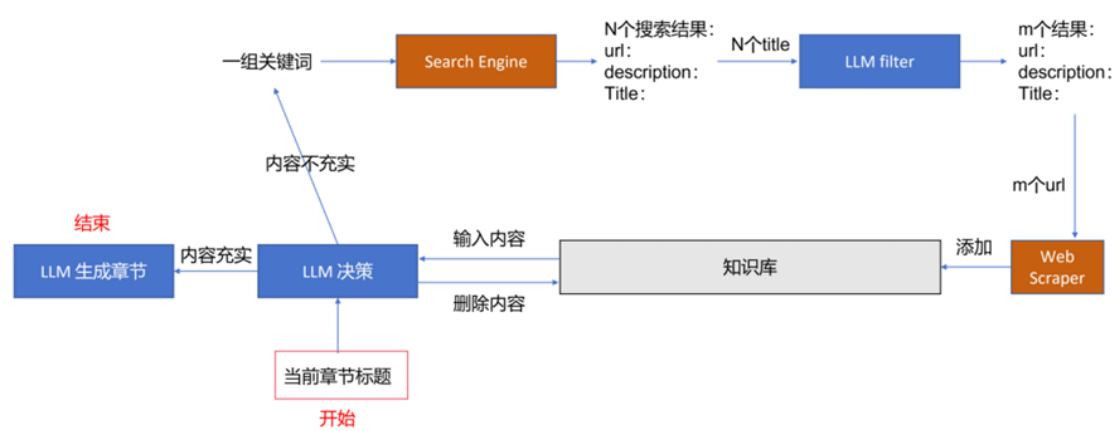 一组关键词
Search Engine
N个搜索结果：
url：
description：
Title：
N个title
LLM filter
m个结果：
url：
description：
Title：
内容不充实
m个url
结束
LLM 生成章节
内容充实
LLM 决策
输入内容
删除内容
知识库
添加
Web
Scraper
当前章节标题
开始